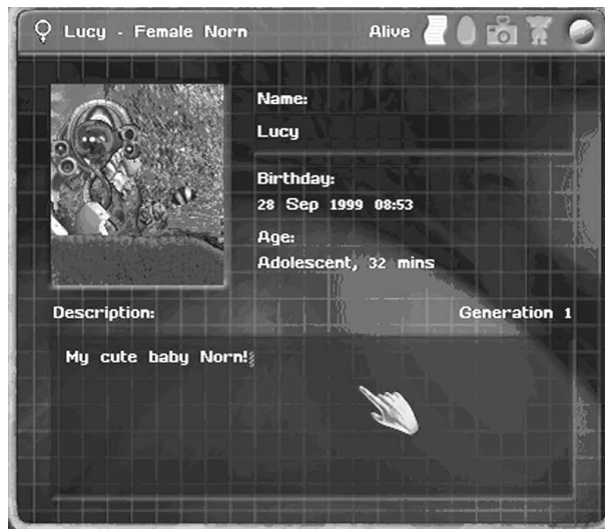 Lucy - Female Norn Alive
Name:
Lucy
Birthday:
28 Sep 1999 08:53
Age:
Adolescent, 32 mins
Description: Generation 1
My cute baby Norn!